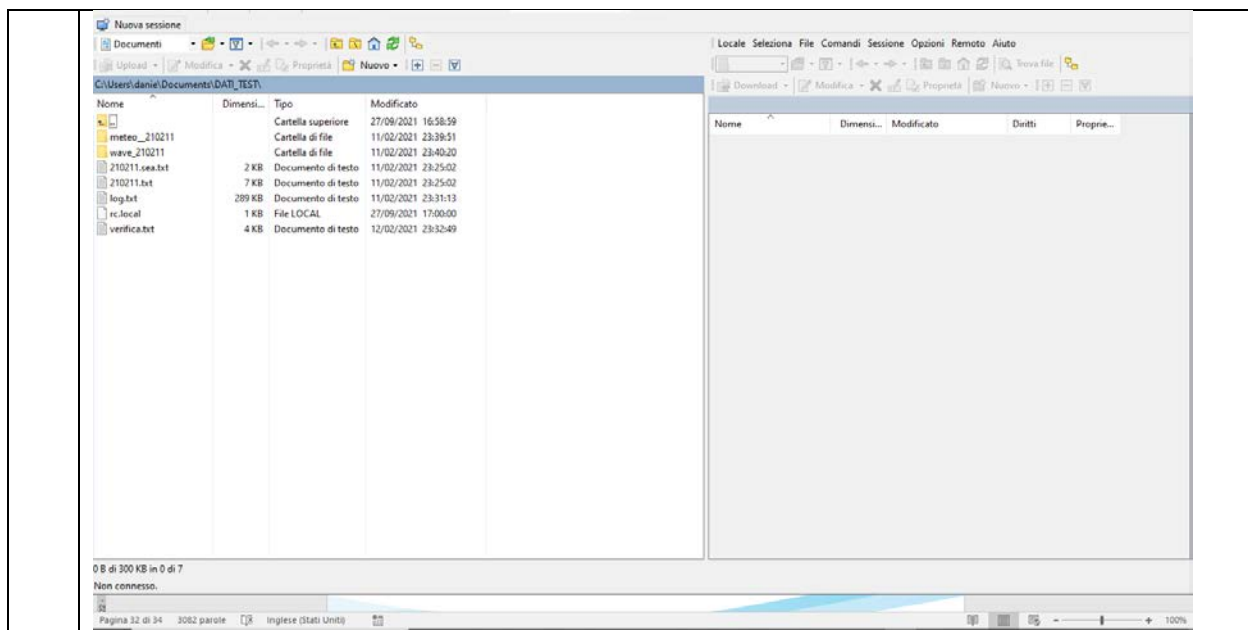 Nuova sessione
Documenti
Locale Seleziona File Comandi Sessione Opzioni Remoto Aiuto
Trova file
Upload Modifica Proprietà Nuovo
Download Modifica Proprietà Nuovo
C:\Users\danie\Documents\DATI_TEST\
Nome Dimensi... Tipo Modificato
Nome Dimensi... Modificato Diritti Proprie...
.. Cartella superiore 27/09/2021 16:58:59
meteo__210211 Cartella di file 11/02/2021 23:39:51
wave_210211 Cartella di file 11/02/2021 23:40:20
210211.sea.txt 2 KB Documento di testo 11/02/2021 23:25:02
210211.txt 7 KB Documento di testo 11/02/2021 23:25:02
log.txt 289 KB Documento di testo 11/02/2021 23:31:13
rc.local 1 KB File LOCAL 27/09/2021 17:00:00
verifica.txt 4 KB Documento di testo 12/02/2021 23:32:49
0 B di 300 KB in 0 di 7
Non connesso.
Pagina 32 di 34 3082 parole Inglese (Stati Uniti) 100%